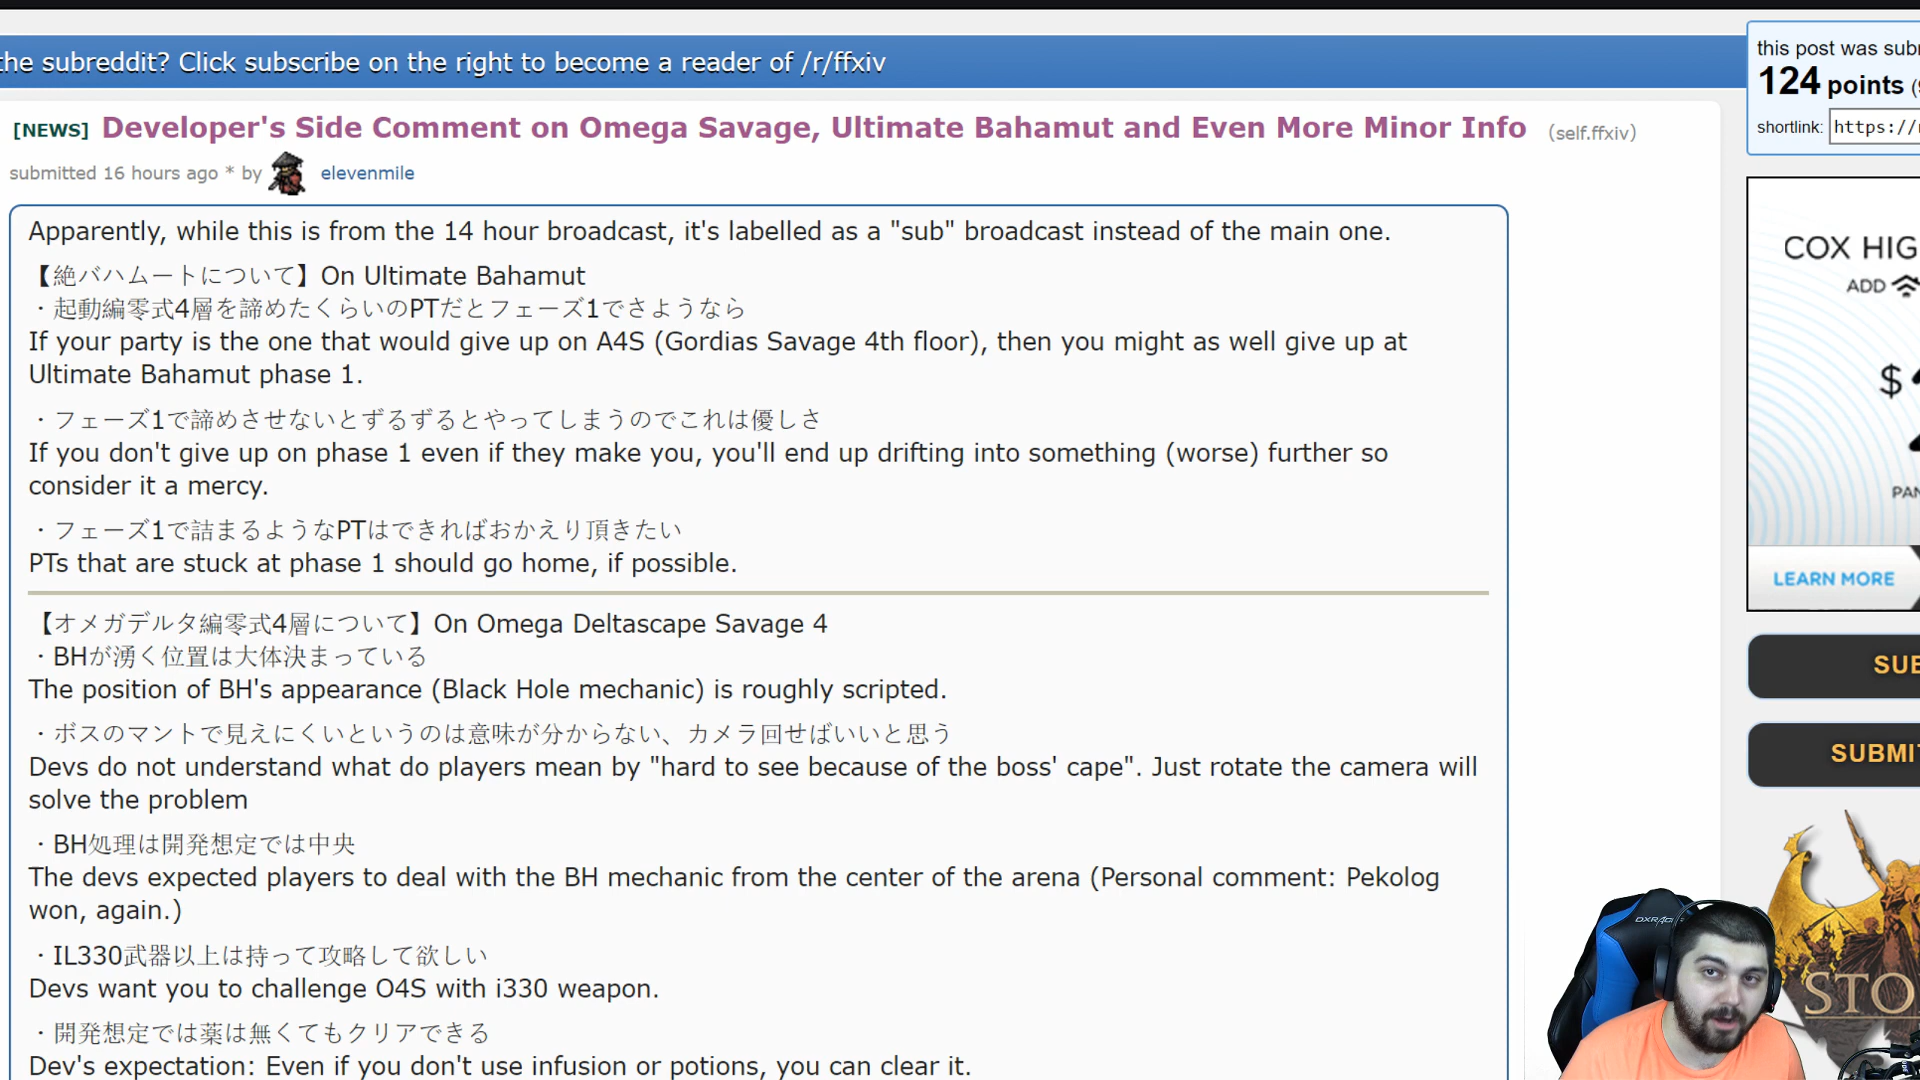 the subreddit? Click subscribe on the right to become a reader of /r/ffxiv
this post was subm
124 points (9
shortlink: https://r
[NEWS] Developer's Side Comment on Omega Savage, Ultimate Bahamut and Even More Minor Info (self.ffxiv)
submitted 16 hours ago * by elevenmile
Apparently, while this is from the 14 hour broadcast, it's labelled as a "sub" broadcast instead of the main one.
【絶バハムートについて】On Ultimate Bahamut
・起動編零式4層を諦めたくらいのPTだとフェーズ1でさようなら
If your party is the one that would give up on A4S (Gordias Savage 4th floor), then you might as well give up at
Ultimate Bahamut phase 1.
・フェーズ1で諦めさせないとずるずるとやってしまうのでこれは優しさ
If you don't give up on phase 1 even if they make you, you'll end up drifting into something (worse) further so
consider it a mercy.
・フェーズ1で詰まるようなPTはできればおかえり頂きたい
PTs that are stuck at phase 1 should go home, if possible.
【オメガデルタ編零式4層について】On Omega Deltascape Savage 4
・BHが湧く位置は大体決まっている
The position of BH's appearance (Black Hole mechanic) is roughly scripted.
・ボスのマントで見えにくいというのは意味が分からない、カメラ回せばいいと思う
Devs do not understand what do players mean by "hard to see because of the boss' cape". Just rotate the camera will
solve the problem
・BH処理は開発想定では中央
The devs expected players to deal with the BH mechanic from the center of the arena (Personal comment: Pekolog
won, again.)
・IL330武器以上は持って攻略して欲しい
Devs want you to challenge O4S with i330 weapon.
・開発想定では薬は無くてもクリアできる
Dev's expectation: Even if you don't use infusion or potions, you can clear it.
COX HIG
ADD
$
PAN
LEARN MORE
SUB
SUBMIT
STO
DXRACE